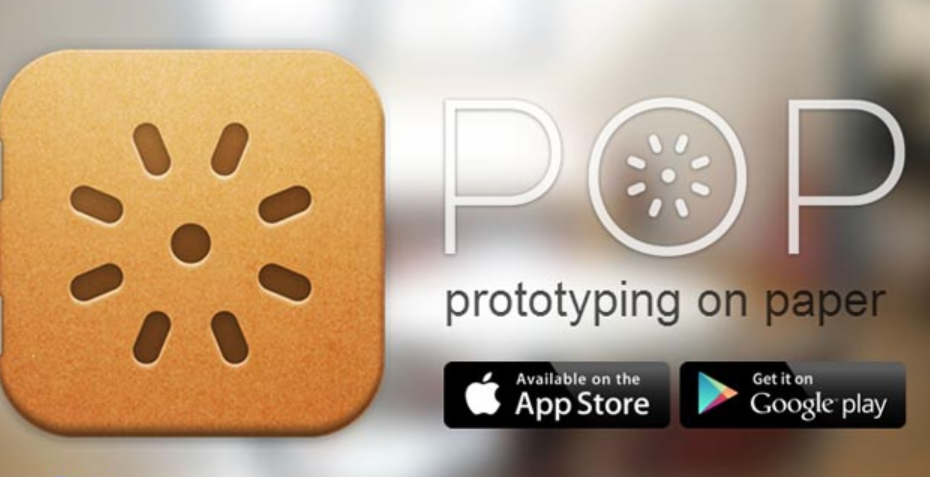 POP
prototyping on paper
Available on the
App Store
Get it on
Google play